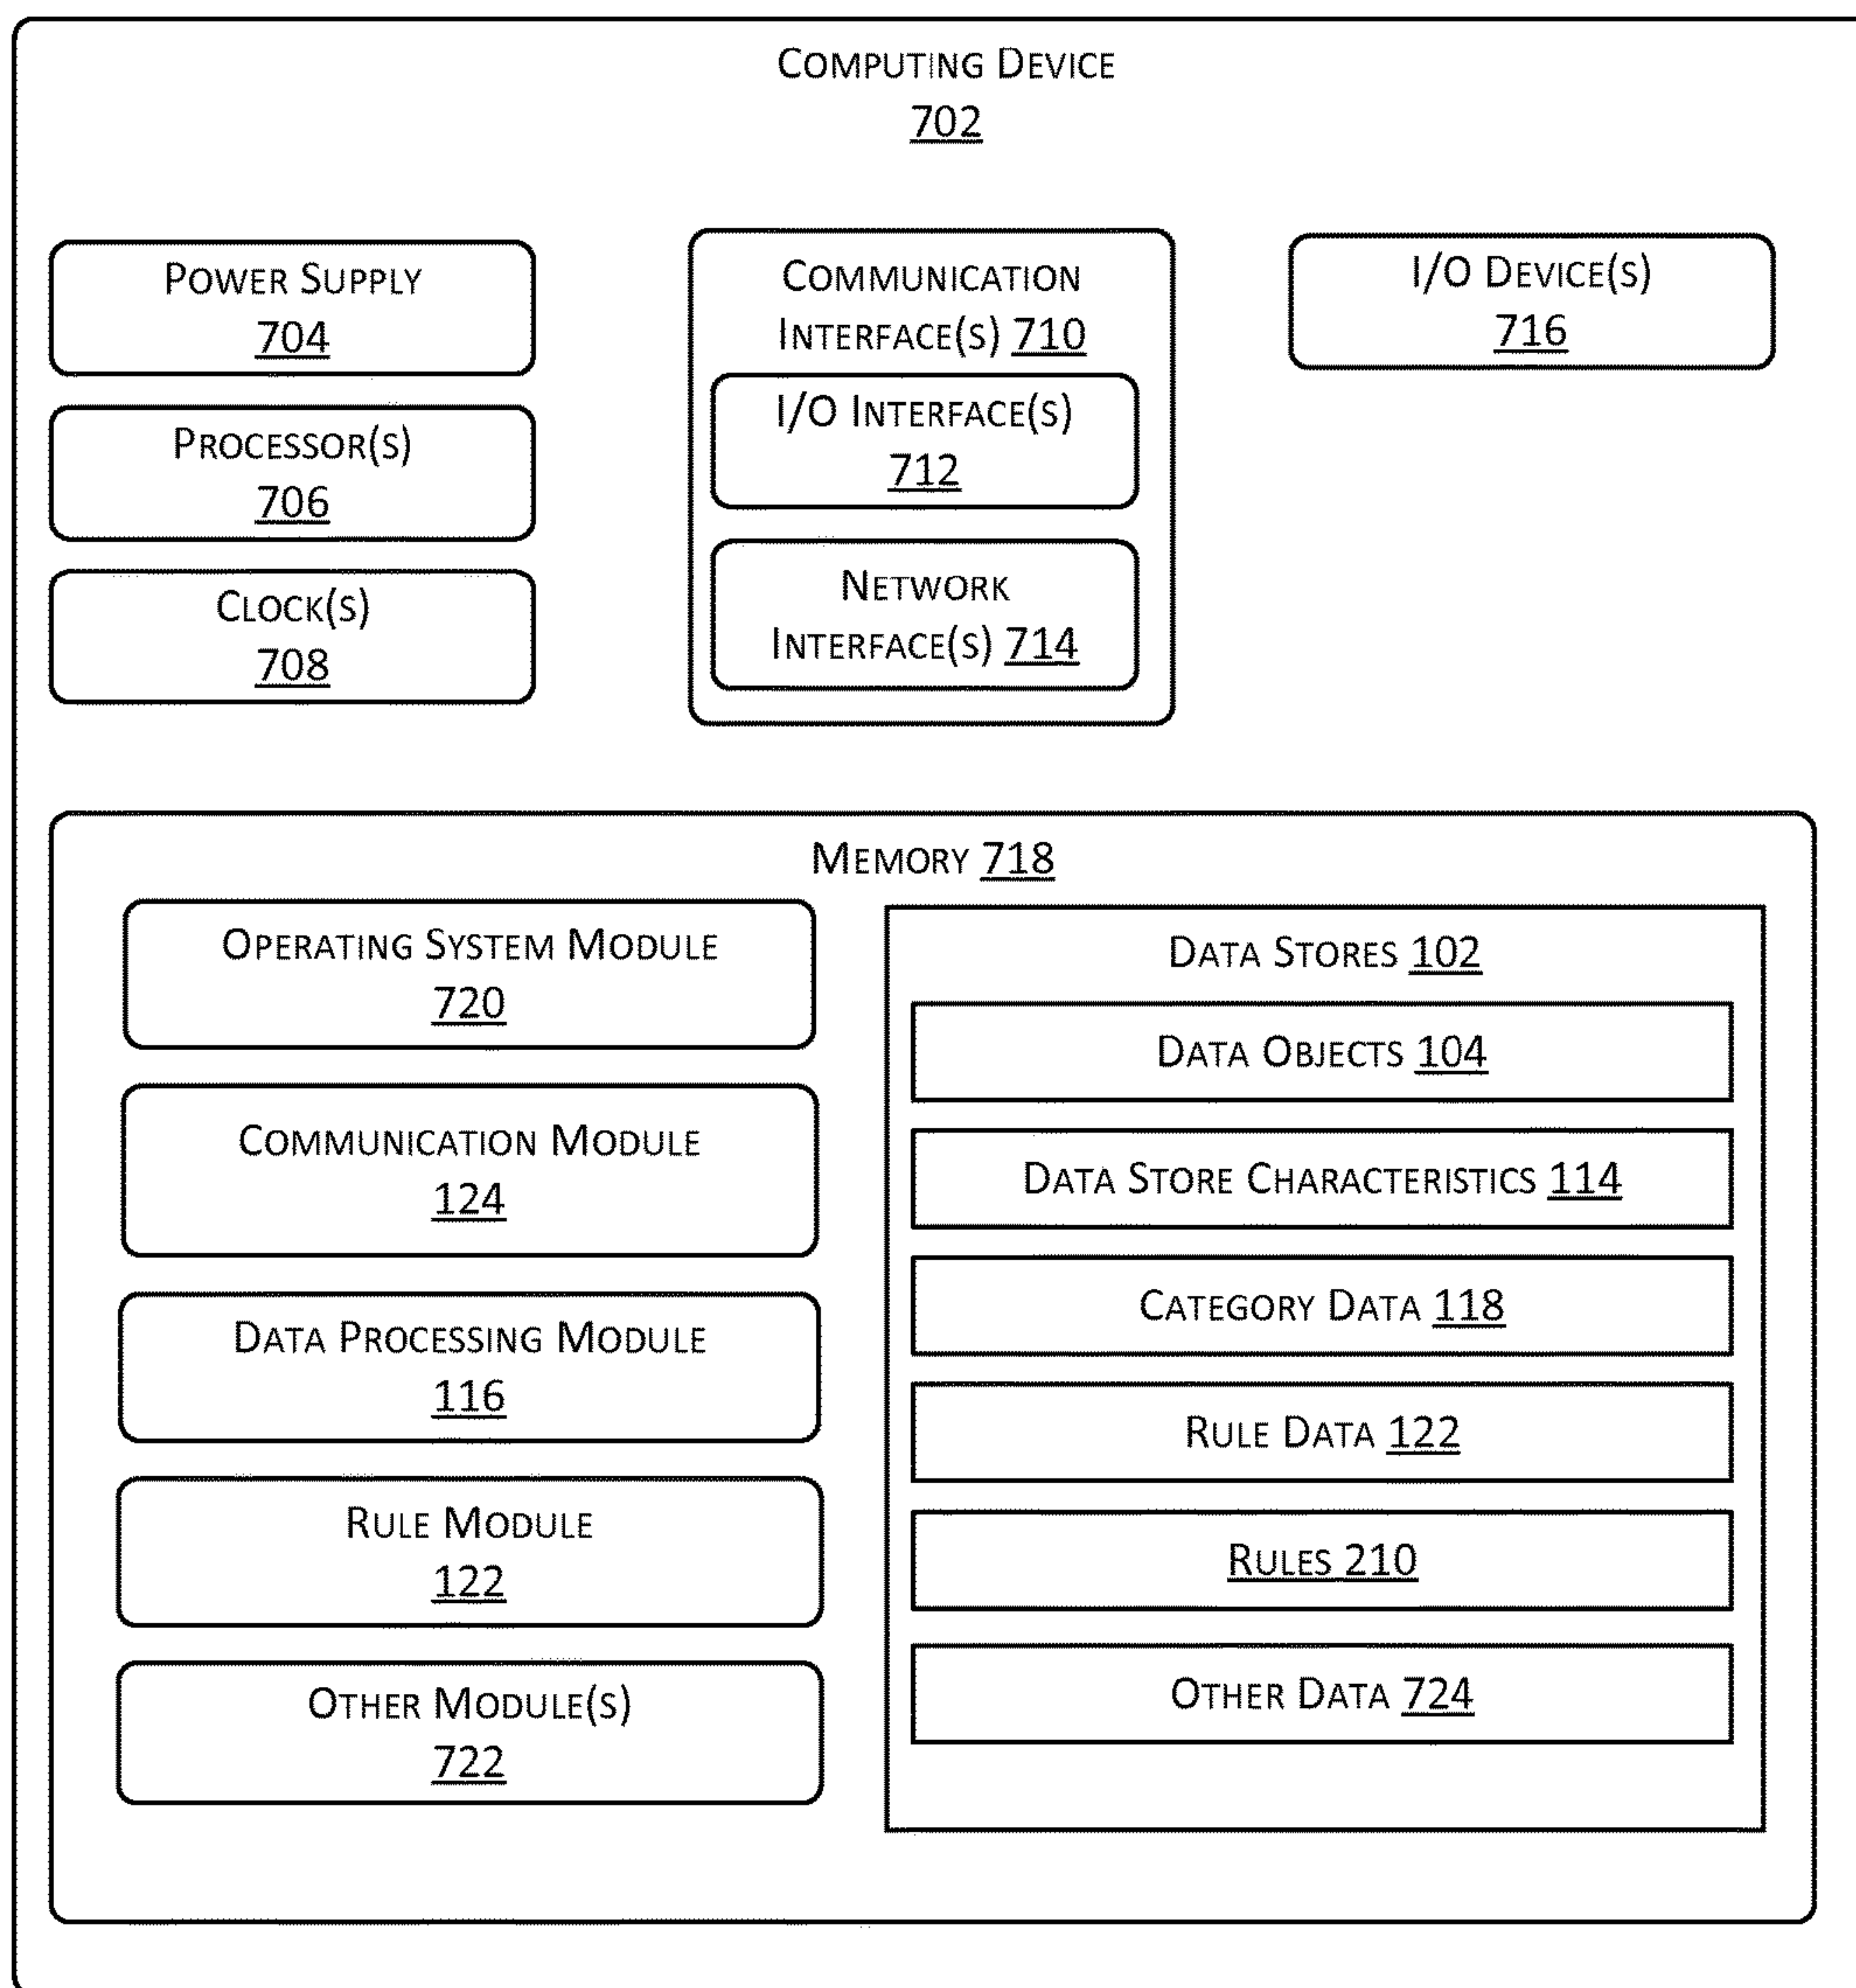 COMPUTING DEVICE
702
POWER SUPPLY
704
PROCESSOR(S)
706
CLOCK(S)
708
COMMUNICATION
INTERFACE(S) 710
I/O INTERFACE(S)
712
NETWORK
INTERFACE(S) 714
I/O DEVICE(S)
716
MEMORY 718
OPERATING SYSTEM MODULE
720
COMMUNICATION MODULE
124
DATA PROCESSING MODULE
116
RULE MODULE
122
OTHER MODULE(S)
722
DATA STORES 102
DATA OBJECTS 104
DATA STORE CHARACTERISTICS 114
CATEGORY DATA 118
RULE DATA 122
RULES 210
OTHER DATA 724